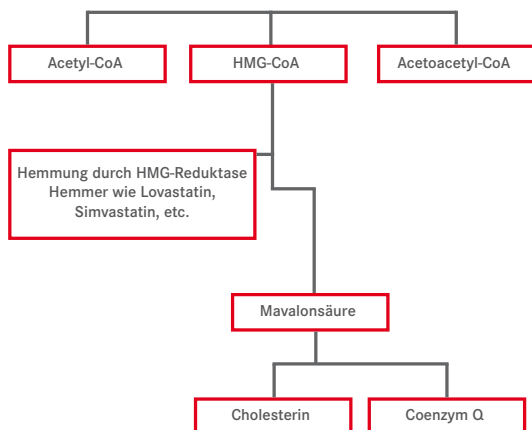 Acetyl-CoA
HMG-CoA
Acetoacetyl-CoA
Hemmung durch HMG-Reduktase
Hemmer wie Lovastatin,
Simvastatin, etc.
Mavalonsäure
Cholesterin
Coenzym Q